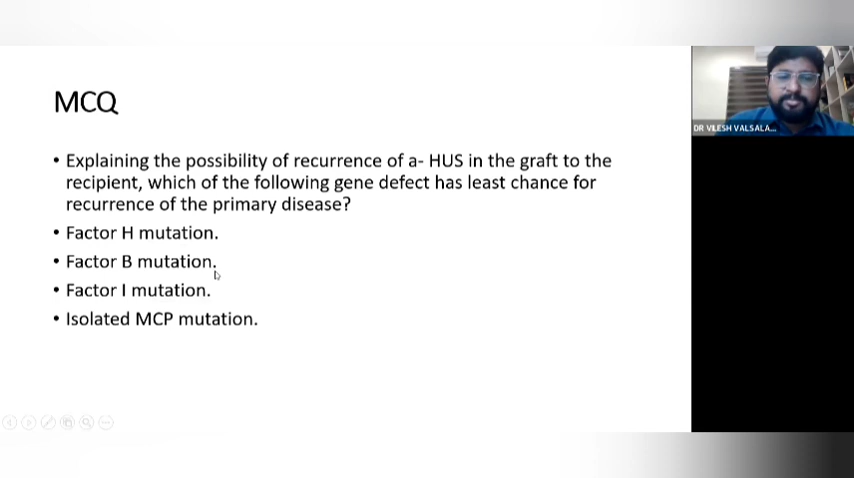 MCQ
• Explaining the possibility of recurrence of a- HUS in the graft to the
recipient, which of the following gene defect has least chance for
recurrence of the primary disease?
• Factor H mutation.
• Factor B mutation.
• Factor I mutation.
• Isolated MCP mutation.
DR VILESH VALSALA...